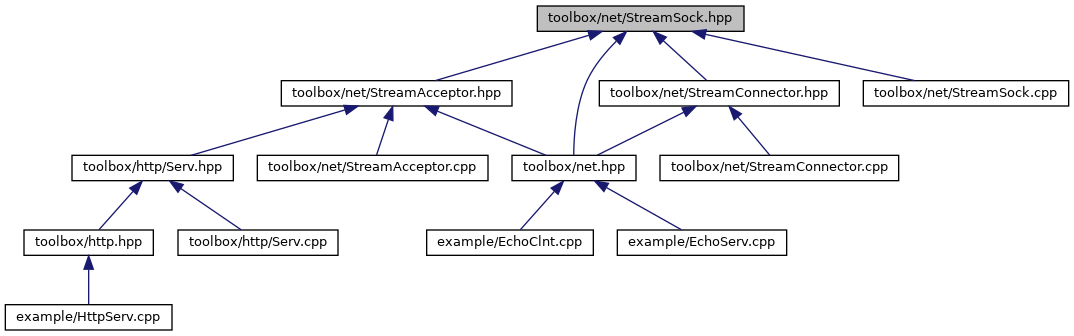 toolbox/net/StreamSock.hpp
toolbox/net/StreamAcceptor.hpp
toolbox/net/StreamConnector.hpp
toolbox/net/StreamSock.cpp
toolbox/http/Serv.hpp
toolbox/net/StreamAcceptor.cpp
toolbox/net.hpp
toolbox/net/StreamConnector.cpp
toolbox/http.hpp
toolbox/http/Serv.cpp
example/EchoClnt.cpp
example/EchoServ.cpp
example/HttpServ.cpp